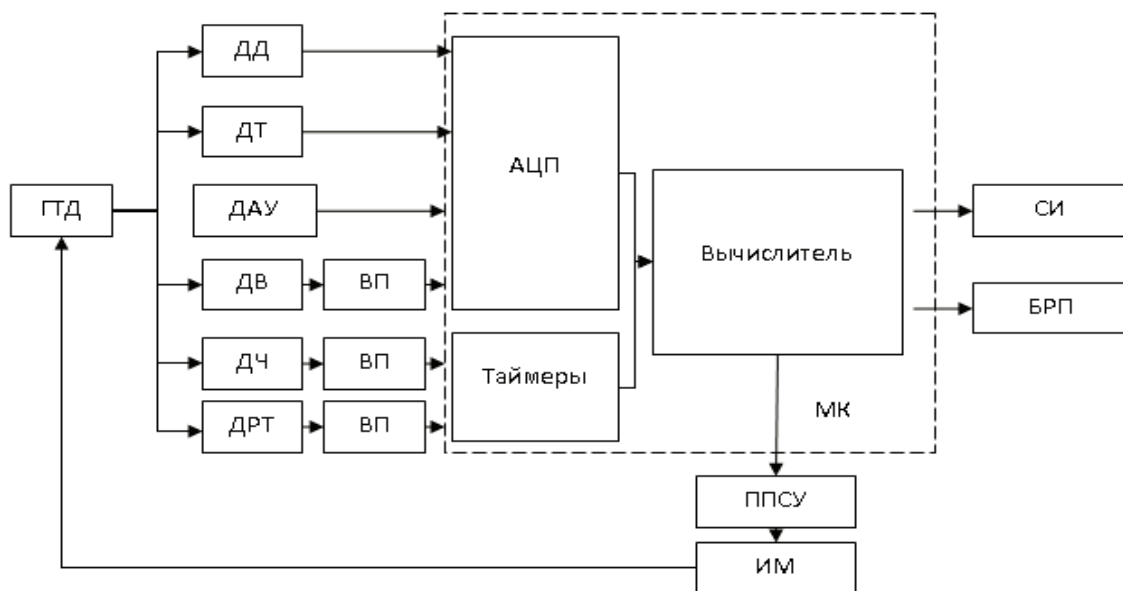 ДД
ДТ
АЦП
ГТД
ДАУ
СИ
Вычислитель
ДВ
ВП
БРП
ДЧ
ВП
Таймеры
ДРТ
ВП
МК
ППСУ
ИМ